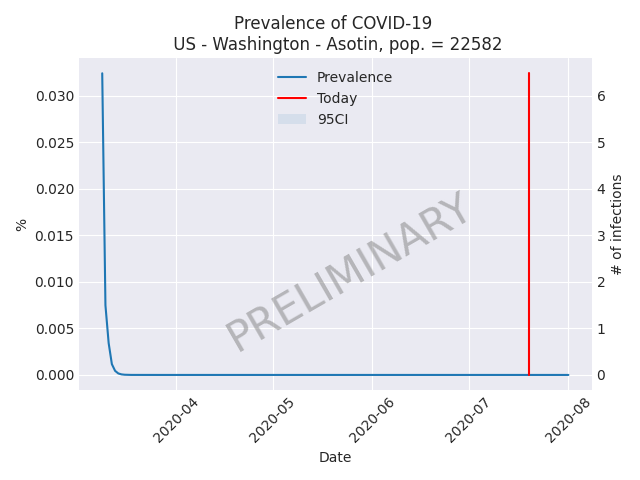 Prevalence of COVID-19
US - Washington - Asotin, pop. = 22582
Prevalence
Today
95CI
0.030
0.025
0.020
0.015
0.010
0.005
0.000
%
6
5
4
3
2
1
0
# of infections
PRELIMINARY
2020-04
2020-05
2020-06
2020-07
2020-08
Date